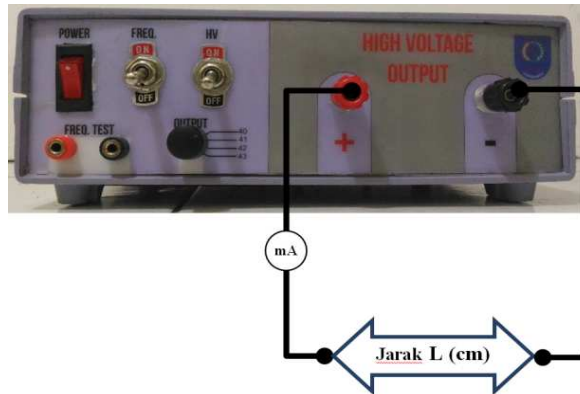 POWER
FREQ.
HV
ON
ON
OFF
OFF
HIGH VOLTAGE
OUTPUT
FREQ. TEST
OUTPUT
40
41
42
43
+
-
mA
Jarak L (cm)